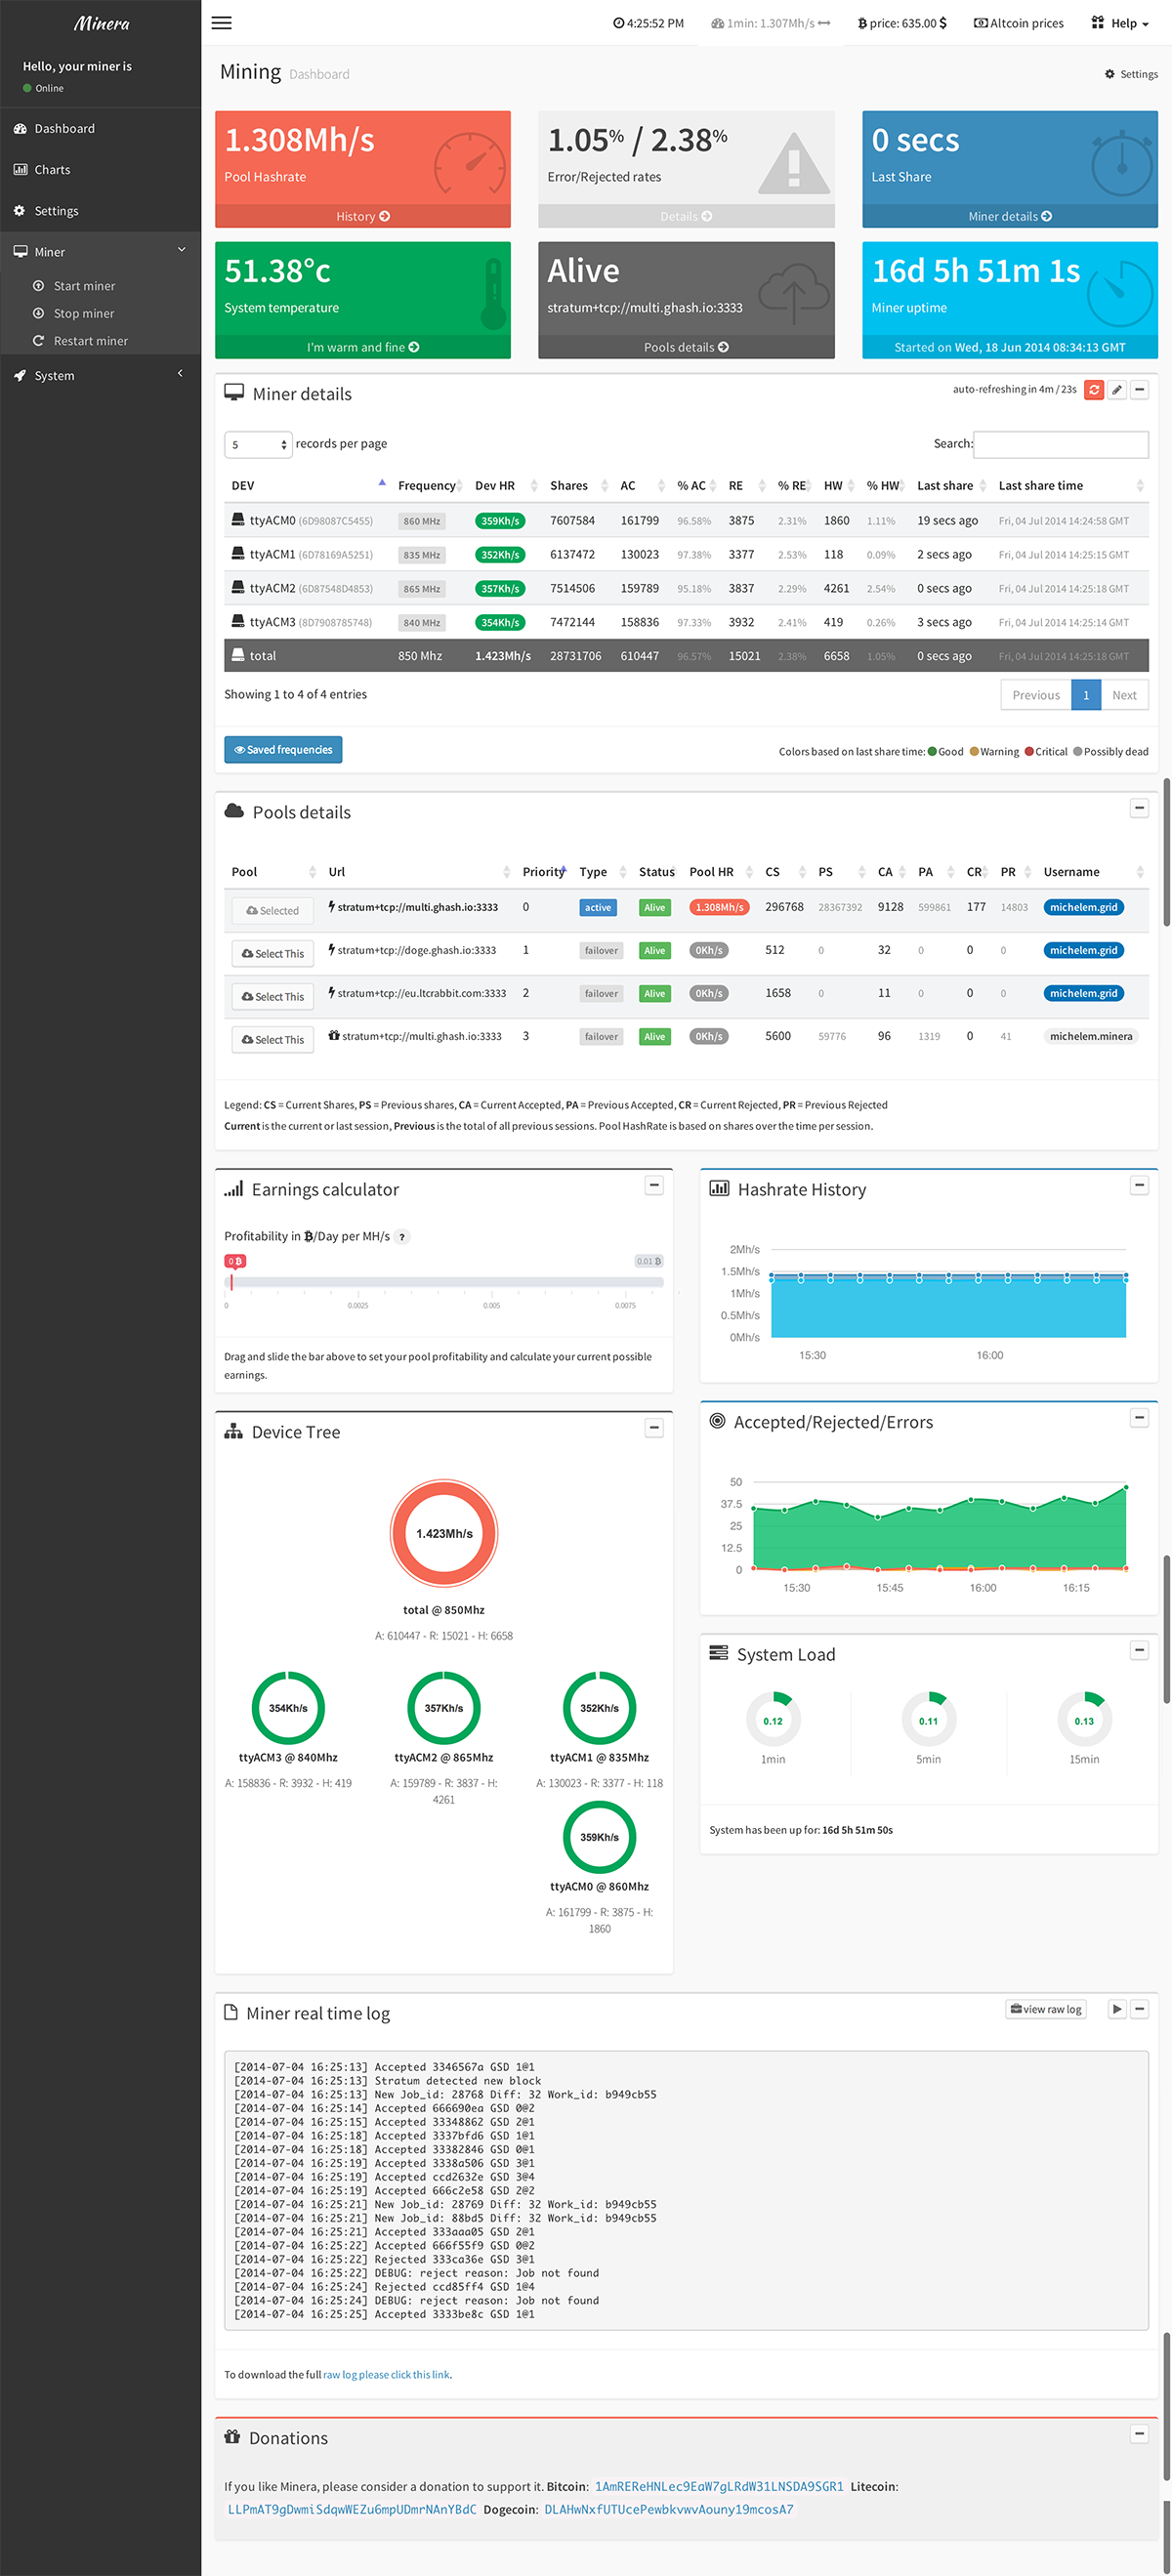 Minera
4:25:52 PM 1min: 1.307Mh/s price: 635.00 $ Altcoin prices Help
Hello, your miner is
Online
Dashboard
Charts
Settings
Miner
Start miner
Stop miner
Restart miner
System
Mining Dashboard
Settings
1.308Mh/s
Pool Hashrate
History
1.05% / 2.38%
Error/Rejected rates
Details
0 secs
Last Share
Miner details
51.38°c
System temperature
I'm warm and fine
Alive
stratum+tcp://multi.ghash.io:3333
Pools details
16d 5h 51m 1s
Miner uptime
Started on Wed, 18 Jun 2014 08:34:13 GMT
Miner details
auto-refreshing in 4m / 23s
5 records per page
Search:
DEV Frequency Dev HR Shares AC % AC RE % RE HW % HW Last share Last share time
ttyACM0 (6D98087C5455) 860 MHz 359Kh/s 7607584 161799 96.58% 3875 2.31% 1860 1.11% 19 secs ago Fri, 04 Jul 2014 14:24:58 GMT
ttyACM1 (6D78169A5251) 835 MHz 352Kh/s 6137472 130023 97.38% 3377 2.53% 118 0.09% 2 secs ago Fri, 04 Jul 2014 14:25:15 GMT
ttyACM2 (6D87548D4853) 865 MHz 357Kh/s 7514506 159789 95.18% 3837 2.29% 4261 2.54% 0 secs ago Fri, 04 Jul 2014 14:25:18 GMT
ttyACM3 (8D7908785748) 840 MHz 354Kh/s 7472144 158836 97.33% 3932 2.41% 419 0.26% 3 secs ago Fri, 04 Jul 2014 14:25:14 GMT
total 850 Mhz 1.423Mh/s 28731706 610447 96.57% 15021 2.38% 6658 1.05% 0 secs ago Fri, 04 Jul 2014 14:25:18 GMT
Showing 1 to 4 of 4 entries
Previous 1 Next
Saved frequencies
Colors based on last share time: Good Warning Critical Possibly dead
Pools details
Pool Url Priority Type Status Pool HR CS PS CA PA CR PR Username
Selected stratum+tcp://multi.ghash.io:3333 0 active Alive 1.308Mh/s 296768 28367392 9128 599861 177 14803 michelem.grid
Select This stratum+tcp://doge.ghash.io:3333 1 failover Alive 0Kh/s 512 0 32 0 0 0 michelem.grid
Select This stratum+tcp://eu.ltcrabbit.com:3333 2 failover Alive 0Kh/s 1658 0 11 0 0 0 michelem.grid
Select This stratum+tcp://multi.ghash.io:3333 3 failover Alive 0Kh/s 5600 59776 96 1319 0 41 michelem.minera
Legend: CS = Current Shares, PS = Previous shares, CA = Current Accepted, PA = Previous Accepted, CR = Current Rejected, PR = Previous Rejected
Current is the current or last session, Previous is the total of all previous sessions. Pool HashRate is based on shares over the time per session.
Earnings calculator
Profitability in ₿/Day per MH/s ?
0 ₿ 0.01 ₿
0 0.0025 0.005 0.0075
Drag and slide the bar above to set your pool profitability and calculate your current possible
earnings.
Hashrate History
2Mh/s
1.5Mh/s
1Mh/s
0.5Mh/s
0Mh/s
15:30 16:00
Device Tree
1.423Mh/s
total @ 850Mhz
A: 610447 - R: 15021 - H: 6658
354Kh/s 357Kh/s 352Kh/s
ttyACM3 @ 840Mhz ttyACM2 @ 865Mhz ttyACM1 @ 835Mhz
A: 158836 - R: 3932 - H: 419 A: 159789 - R: 3837 - H: A: 130023 - R: 3377 - H: 118
4261
359Kh/s
ttyACM0 @ 860Mhz
A: 161799 - R: 3875 - H:
1860
Accepted/Rejected/Errors
50
37.5
25
12.5
0
15:30 15:45 16:00 16:15
System Load
0.12 0.11 0.13
1min 5min 15min
System has been up for: 16d 5h 51m 50s
Miner real time log
view raw log
[2014-07-04 16:25:13] Accepted 3346567a GSD 1@1
[2014-07-04 16:25:13] Stratum detected new block
[2014-07-04 16:25:13] New Job_id: 28768 Diff: 32 Work_id: b949cb55
[2014-07-04 16:25:14] Accepted 666690ea GSD 0@2
[2014-07-04 16:25:15] Accepted 33348862 GSD 2@1
[2014-07-04 16:25:18] Accepted 3337bfd6 GSD 1@1
[2014-07-04 16:25:18] Accepted 33382846 GSD 0@1
[2014-07-04 16:25:19] Accepted 3338a506 GSD 3@1
[2014-07-04 16:25:19] Accepted ccd2632e GSD 3@4
[2014-07-04 16:25:19] Accepted 666c2e58 GSD 2@2
[2014-07-04 16:25:21] New Job_id: 28769 Diff: 32 Work_id: b949cb55
[2014-07-04 16:25:21] New Job_id: 88bd5 Diff: 32 Work_id: b949cb55
[2014-07-04 16:25:21] Accepted 333aaa05 GSD 2@1
[2014-07-04 16:25:22] Accepted 666f55f9 GSD 0@2
[2014-07-04 16:25:22] Rejected 333ca36e GSD 3@1
[2014-07-04 16:25:22] DEBUG: reject reason: Job not found
[2014-07-04 16:25:24] Rejected ccd85ff4 GSD 1@4
[2014-07-04 16:25:24] DEBUG: reject reason: Job not found
[2014-07-04 16:25:25] Accepted 3333be8c GSD 1@1
To download the full raw log please click this link.
Donations
If you like Minera, please consider a donation to support it. Bitcoin: 1AmREReHNLec9EaW7gLRdW31LNSDA9SGR1 Litecoin:
LLPmAT9gDwmiSdqwWEZu6mpUDmrNAnYBdC Dogecoin: DLAHwNxfUTUcePewbkvwvAouny19mcosA7